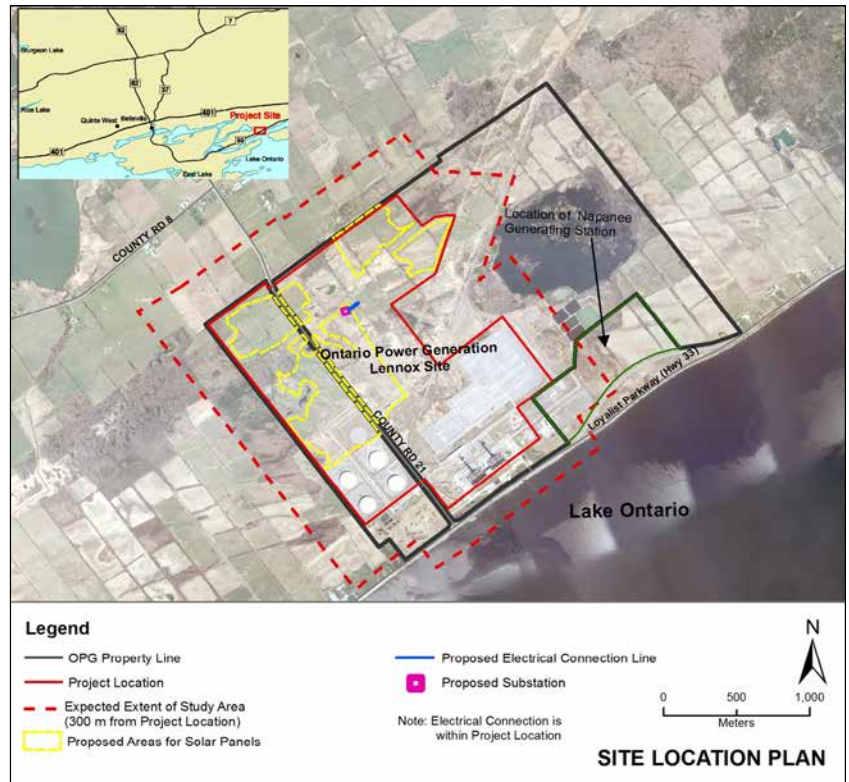 62
7
Sturgeon Lake
62
37
Rice Lake
401
401
Project Site
Quinte West
Belleville
33
401
Lake Ontario
East Lake
COUNTY RD 8
Location of Napanee
Generating Station
Ontario Power Generation
Lennox Site
COUNTY RD 21
Loyalist Parkway (Hwy 33)
Lake Ontario
Legend
OPG Property Line
Project Location
Expected Extent of Study Area
(300 m from Project Location)
Proposed Areas for Solar Panels
Proposed Electrical Connection Line
Proposed Substation
Note: Electrical Connection is
within Project Location
N
0 500 1,000
Meters
SITE LOCATION PLAN